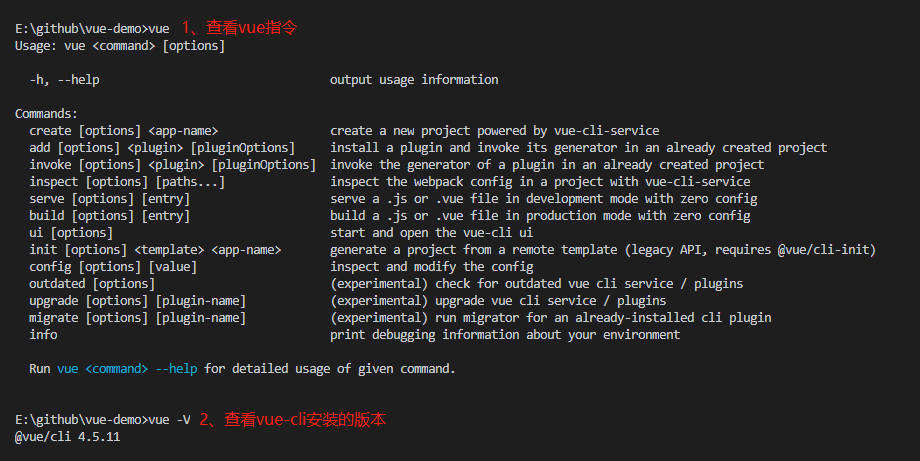 E:\github\vue-demo>vue 1、查看vue指令
Usage: vue <command> [options]
-h, --help output usage information
Commands:
create [options] <app-name> create a new project powered by vue-cli-service
add [options] <plugin> [pluginOptions] install a plugin and invoke its generator in an already created project
invoke [options] <plugin> [pluginOptions] invoke the generator of a plugin in an already created project
inspect [options] [paths...] inspect the webpack config in a project with vue-cli-service
serve [options] [entry] serve a .js or .vue file in development mode with zero config
build [options] [entry] build a .js or .vue file in production mode with zero config
ui [options] start and open the vue-cli ui
init [options] <template> <app-name> generate a project from a remote template (legacy API, requires @vue/cli-init)
config [options] [value] inspect and modify the config
outdated [options] (experimental) check for outdated vue cli service / plugins
upgrade [options] [plugin-name] (experimental) upgrade vue cli service / plugins
migrate [options] [plugin-name] (experimental) run migrator for an already-installed cli plugin
info print debugging information about your environment
Run vue <command> --help for detailed usage of given command.
E:\github\vue-demo>vue -V 2、查看vue-cli安装的版本
@vue/cli 4.5.11